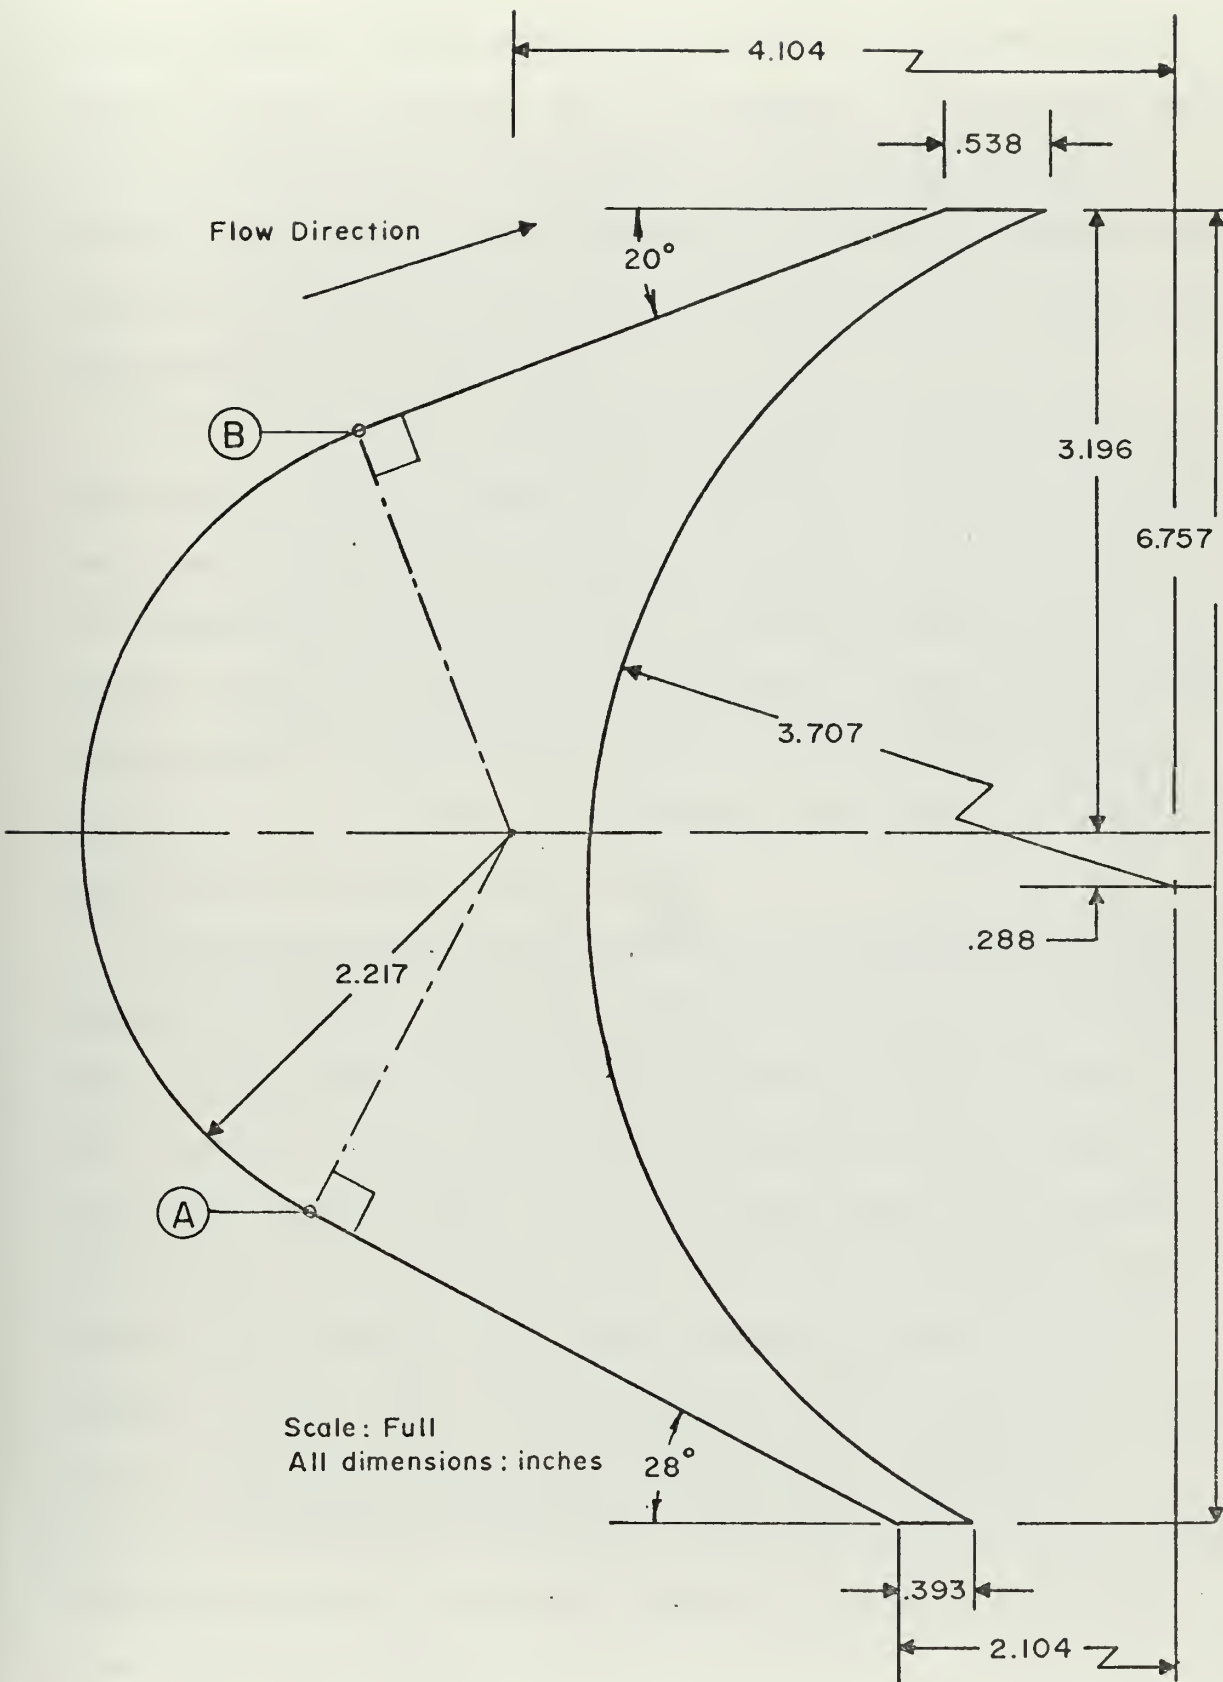 4.104
.538
Flow Direction
20°
B
3.196
6.757
3.707
.288
2.217
A
Scale: Full
All dimensions: inches
28°
.393
2.104